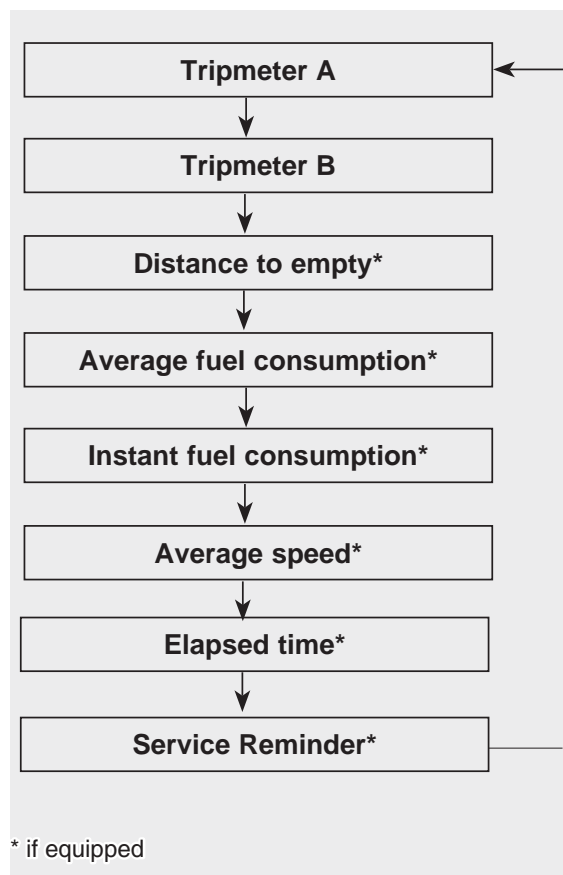 Tripmeter A
Tripmeter B
Distance to empty*
Average fuel consumption*
Instant fuel consumption*
Average speed*
Elapsed time*
Service Reminder*
* if equipped